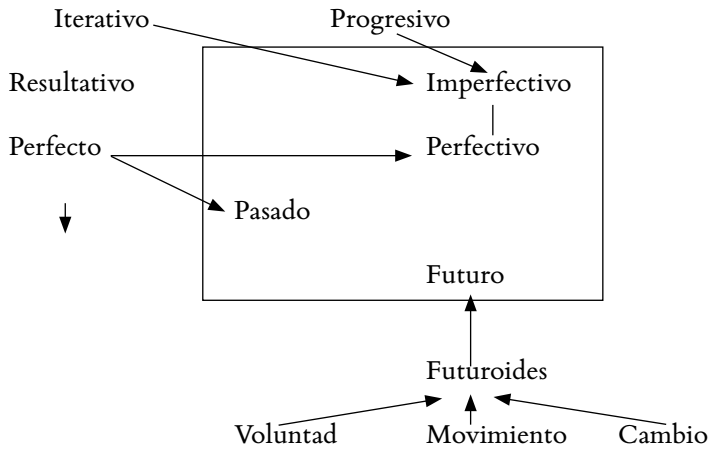 Iterativo Progresivo
Resultativo Imperfectivo
Perfecto Perfectivo
Pasado
Futuro
Futuroides
Voluntad Movimiento Cambio